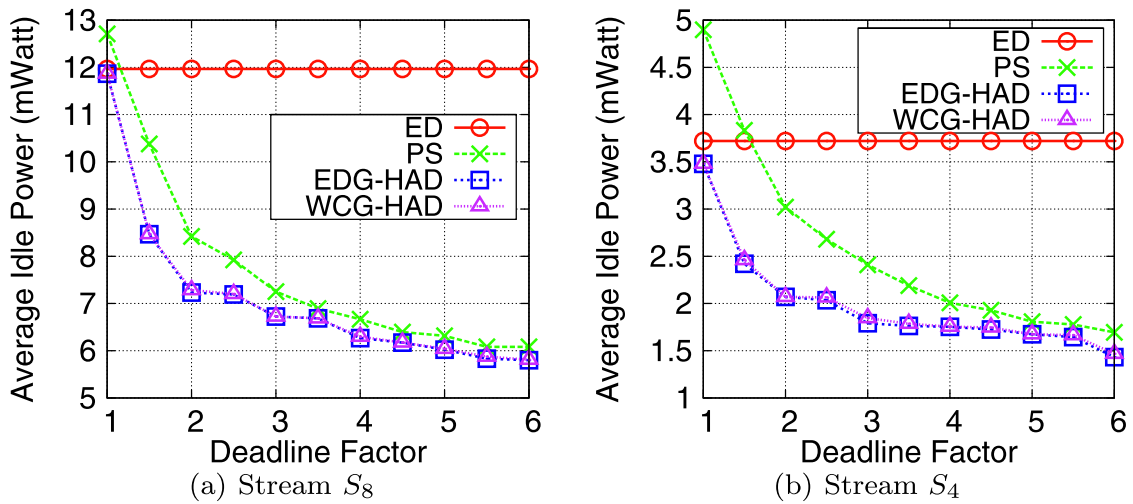 Average Idle Power (mWatt)
13
12
11
10
9
8
7
6
5
ED
PS
EDG-HAD
WCG-HAD
1 2 3 4 5 6
Deadline Factor
(a) Stream S8
Average Idle Power (mWatt)
5
4.5
4
3.5
3
2.5
2
1.5
1
ED
PS
EDG-HAD
WCG-HAD
1 2 3 4 5 6
Deadline Factor
(b) Stream S4